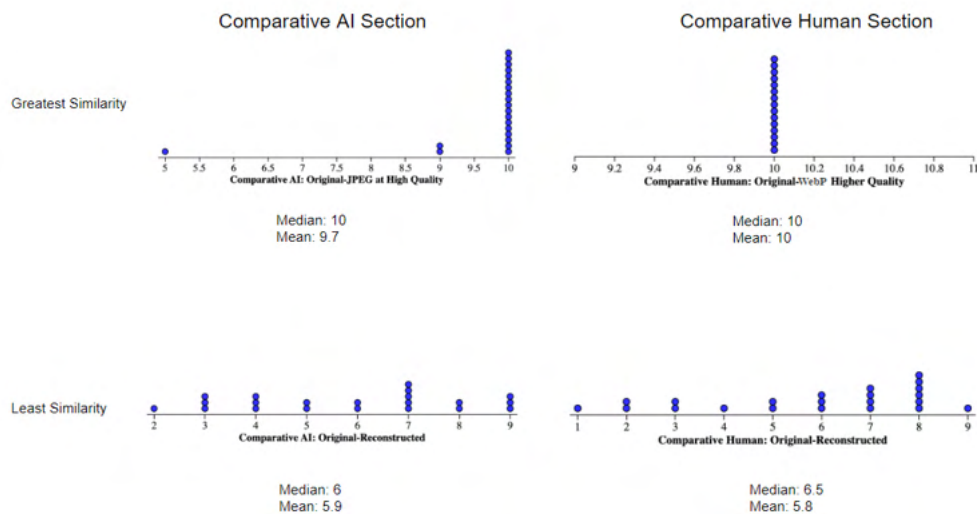 Comparative AI Section
Comparative Human Section
Greatest Similarity
5 5.5 6 6.5 7 7.5 8 8.5 9 9.5 10
Comparative AI: Original-JPEG at High Quality
9 9.2 9.4 9.6 9.8 10 10.2 10.4 10.6 10.8 11
Comparative Human: Original-WebP Higher Quality
Median: 10
Mean: 9.7
Median: 10
Mean: 10
Least Similarity
2 3 4 5 6 7 8 9
Comparative AI: Original-Reconstructed
1 2 3 4 5 6 7 8 9
Comparative Human: Original-Reconstructed
Median: 6
Mean: 5.9
Median: 6.5
Mean: 5.8